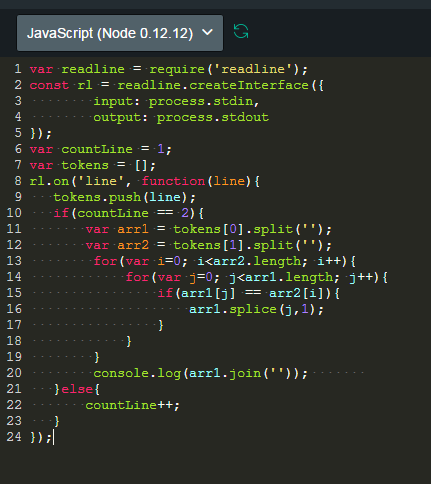 JavaScript (Node 0.12.12)
1 var readline = require('readline');
2 const rl = readline.createInterface({
3         input: process.stdin,
4         output: process.stdout
5 });
6 var countLine = 1;
7 var tokens = [];
8 rl.on('line', function(line){
9    tokens.push(line);
10    if(countLine == 2){
11        var arr1 = tokens[0].split('');
12        var arr2 = tokens[1].split('');
13         for(var i=0; i<arr2.length; i++){
14             for(var j=0; j<arr1.length; j++){
15                 if(arr1[j] == arr2[i]){
16                     arr1.splice(j,1);
17                 }
18             }
19         }
20         console.log(arr1.join(''));
21    }else{
22        countLine++;
23    }
24 });